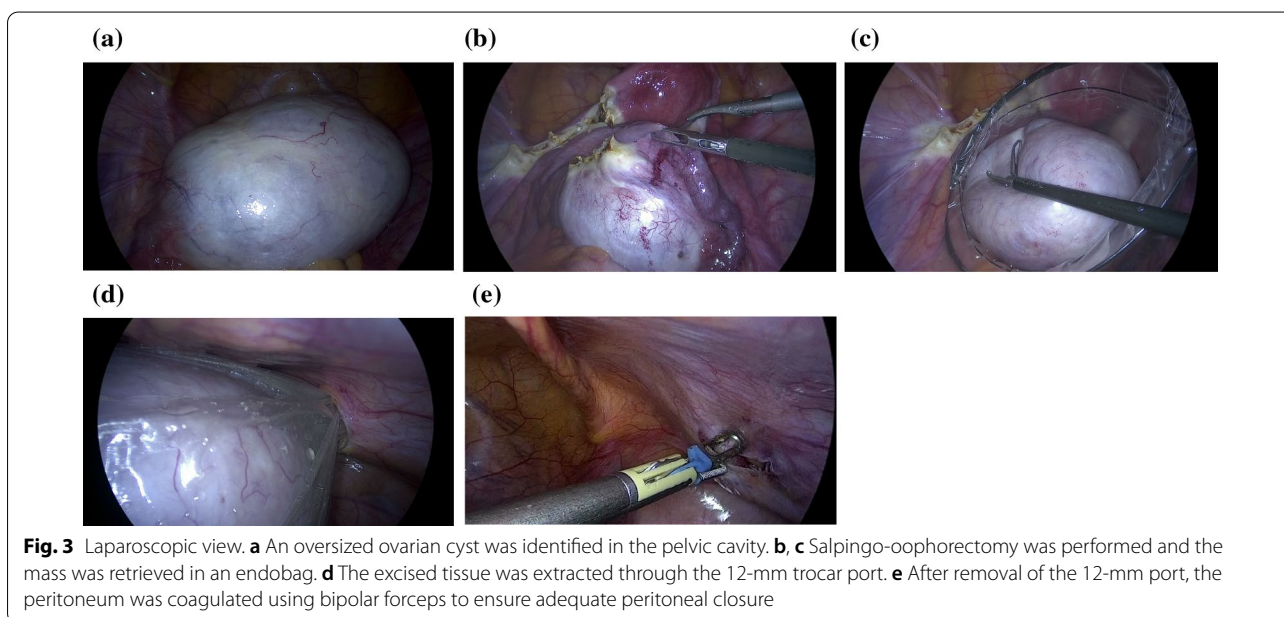 (a)
(b)
(c)
(d)
(e)
Fig. 3 Laparoscopic view. a An oversized ovarian cyst was identified in the pelvic cavity. b, c Salpingo-oophorectomy was performed and the
mass was retrieved in an endobag. d The excised tissue was extracted through the 12-mm trocar port. e After removal of the 12-mm port, the
peritoneum was coagulated using bipolar forceps to ensure adequate peritoneal closure